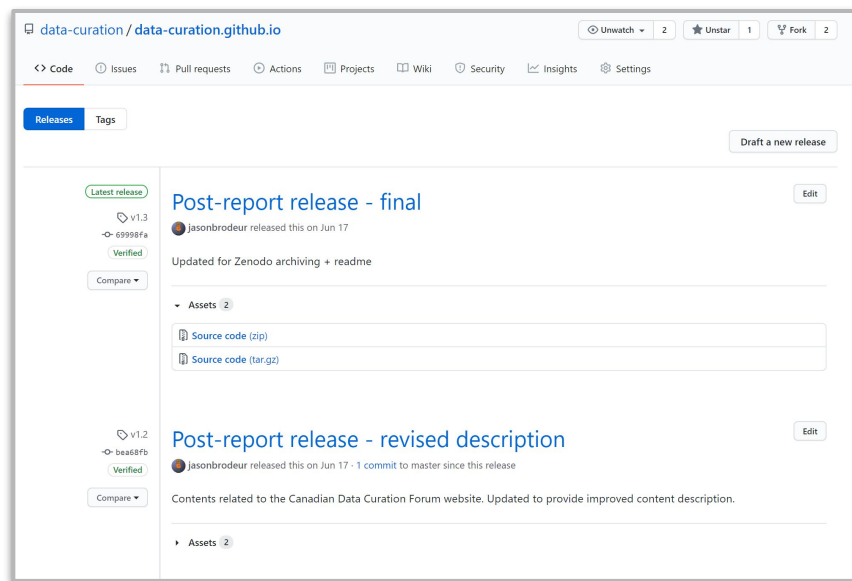 data-curation / data-curation.github.io
Unwatch 2 Unstar 1 Fork 2
<> Code Issues Pull requests Actions Projects Wiki Security Insights Settings
Releases Tags
Draft a new release
Latest release
v1.3
69998fa
Verified
Compare
Post-report release - final
Edit
jasonbrodeur released this on Jun 17
Updated for Zenodo archiving + readme
Assets 2
Source code (zip)
Source code (tar.gz)
v1.2
bea68fb
Verified
Compare
Post-report release - revised description
Edit
jasonbrodeur released this on Jun 17 · 1 commit to master since this release
Contents related to the Canadian Data Curation Forum website. Updated to provide improved content description.
Assets 2